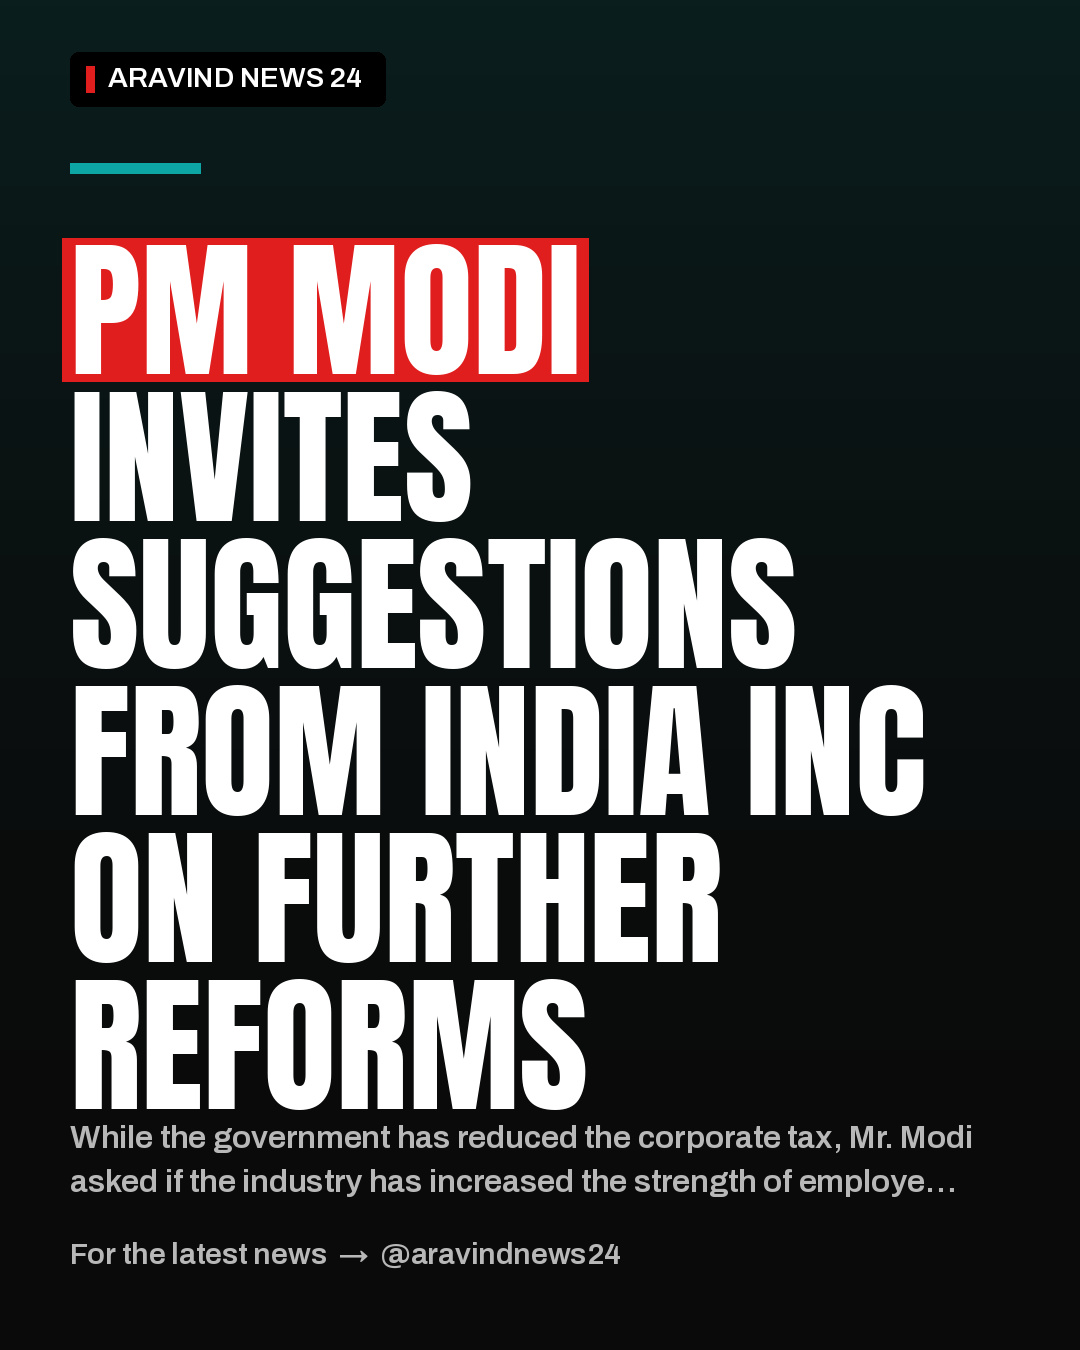 ARAVIND NEWS 24
PM MODI
INVITES
SUGGESTIONS
FROM INDIA INC
ON FURTHER
REFORMS
While the government has reduced the corporate tax, Mr. Modi
asked if the industry has increased the strength of employe...
For the latest news → @aravindnews24